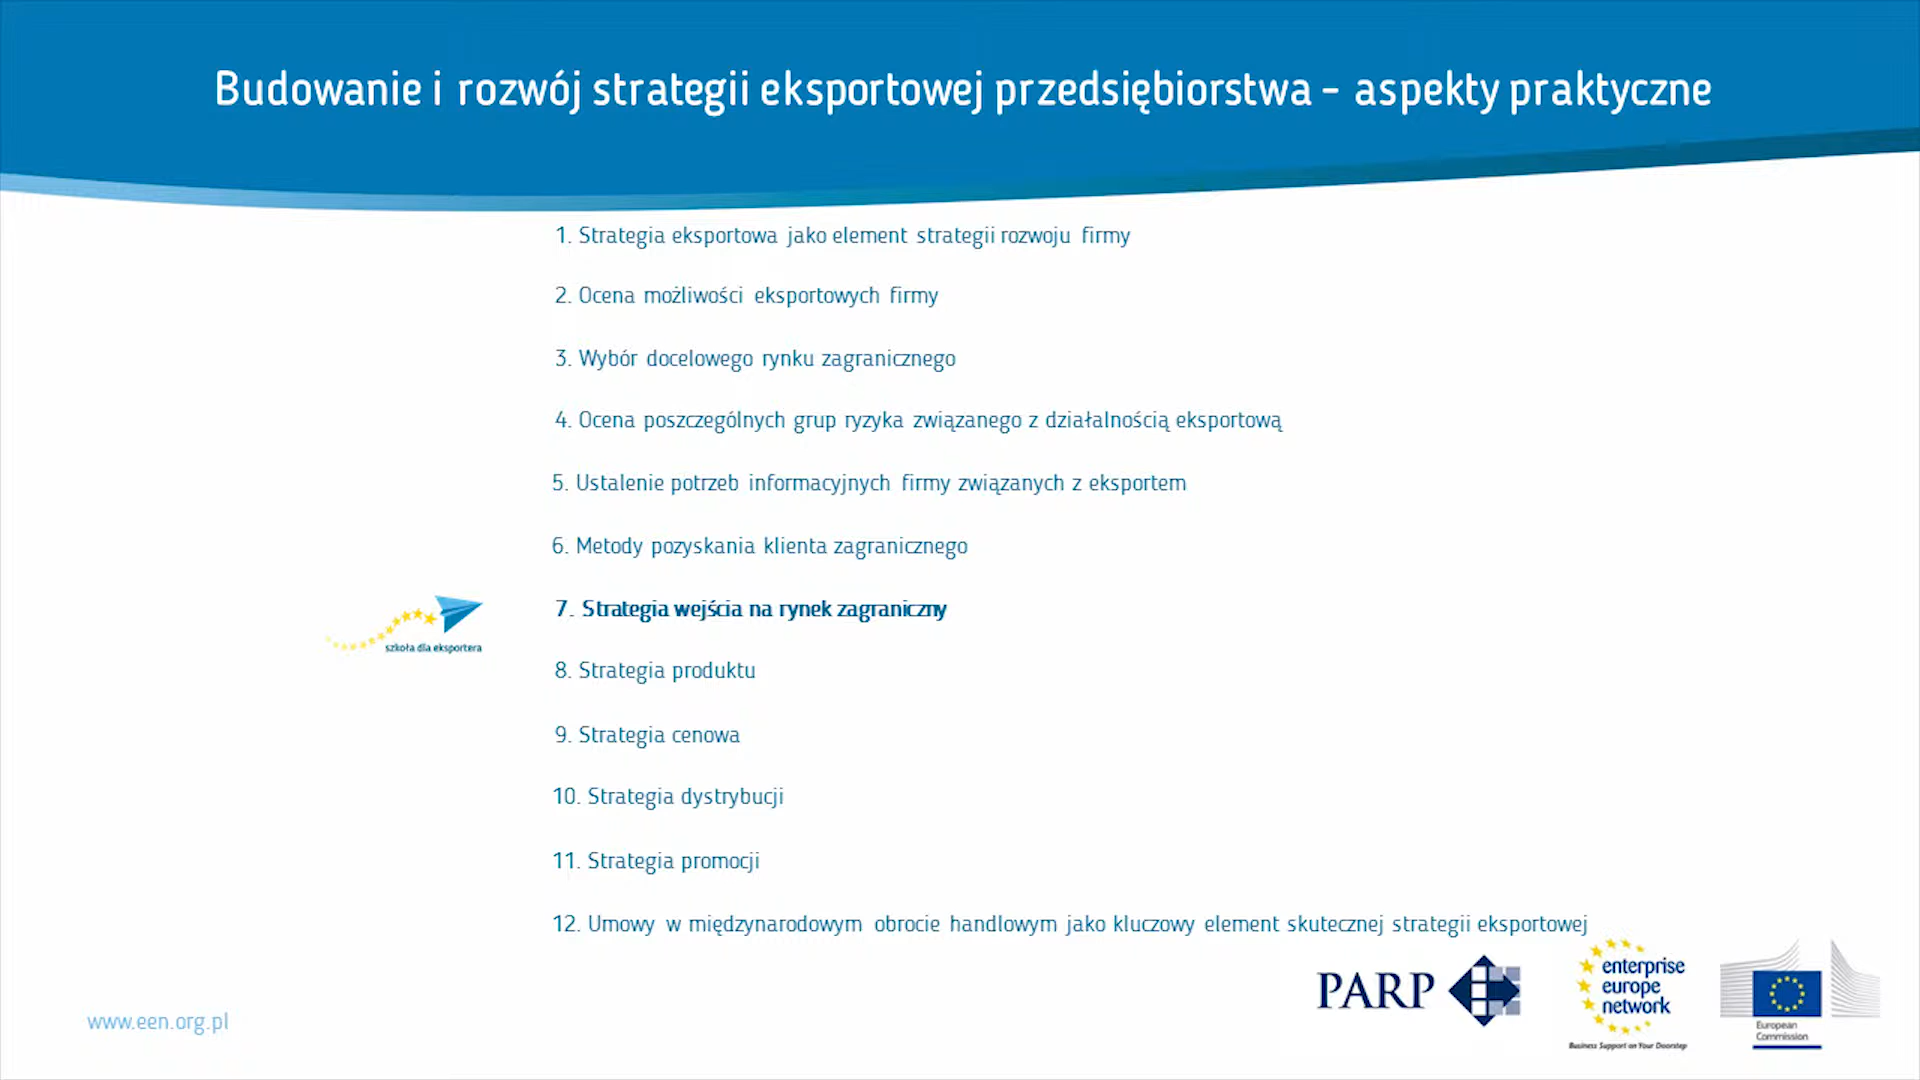 Budowanie i rozwój strategii eksportowej przedsiębiorstwa - aspekty praktyczne
1. Strategia eksportowa jako element strategii rozwoju firmy
2. Ocena możliwości eksportowych firmy
3. Wybór docelowego rynku zagranicznego
4. Ocena poszczególnych grup ryzyka związanego z działalnością eksportową
5. Ustalenie potrzeb informacyjnych firmy związanych z eksportem
6. Metody pozyskania klienta zagranicznego
7. Strategia wejścia na rynek zagraniczny
szkoła dla eksportera
8. Strategia produktu
9. Strategia cenowa
10. Strategia dystrybucji
11. Strategia promocji
12. Umowy w międzynarodowym obrocie handlowym jako kluczowy element skutecznej strategii eksportowej
www.een.org.pl
PARP
enterprise
europe
network
Business Support on Your Doorstep
European
Commission